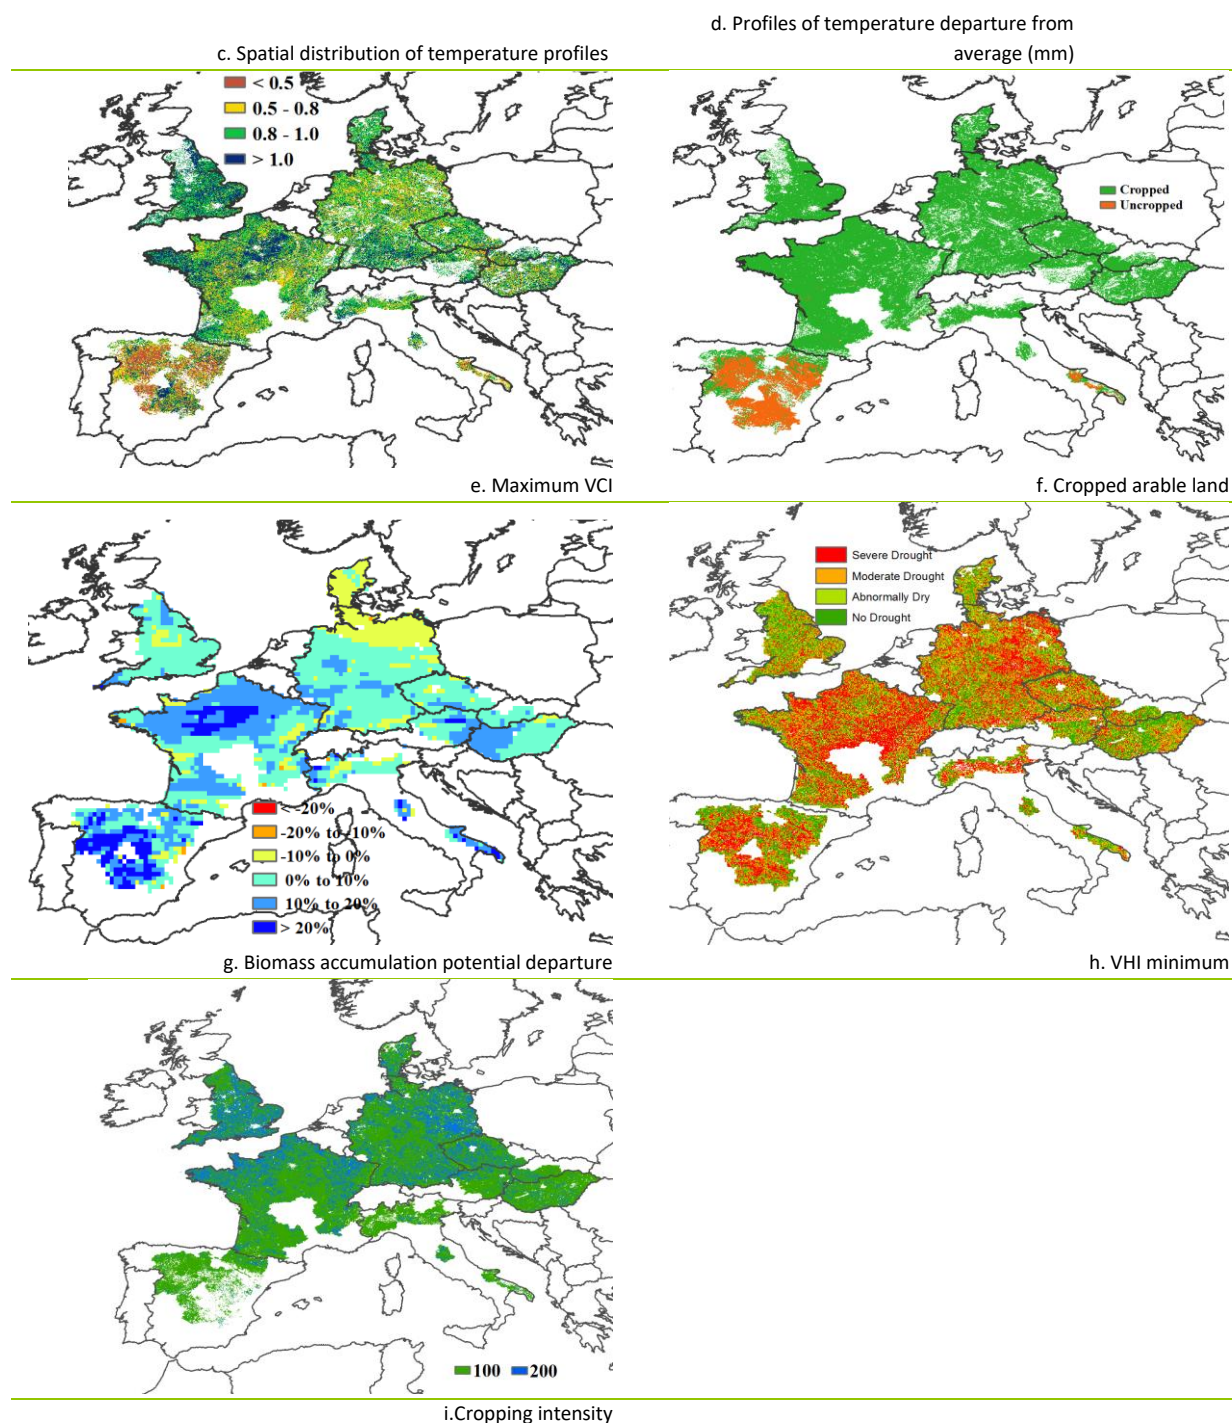 d. Profiles of temperature departure from
c. Spatial distribution of temperature profiles
average (mm)
< 0.5
0.5 - 0.8
0.8 - 1.0
> 1.0
Cropped
Uncropped
e. Maximum VCI
f. Cropped arable land
< -20%
-20% to -10%
-10% to 0%
0% to 10%
10% to 20%
> 20%
Severe Drought
Moderate Drought
Abnormally Dry
No Drought
g. Biomass accumulation potential departure
h. VHI minimum
100 200
i.Cropping intensity